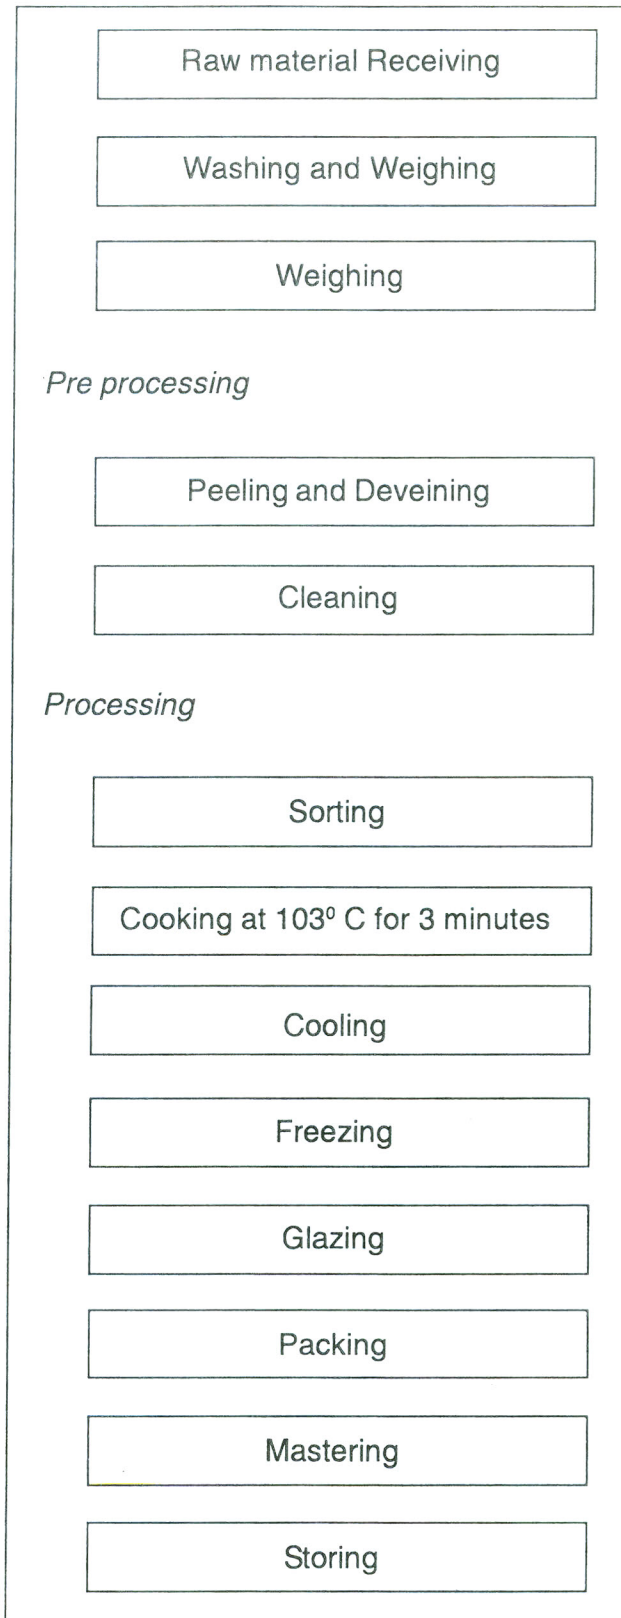 Raw material Receiving
Washing and Weighing
Weighing
Pre processing
Peeling and Deveining
Cleaning
Processing
Sorting
Cooking at 103⁰ C for 3 minutes
Cooling
Freezing
Glazing
Packing
Mastering
Storing